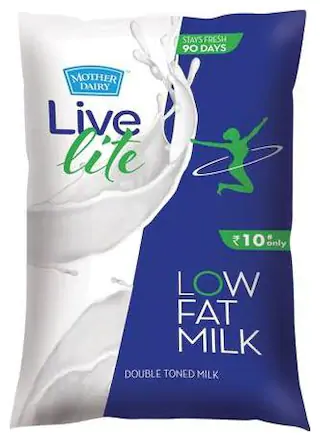 STAYS FRESH
90 DAYS
MOTHER
DAIRY
Live
lite
₹10# only
LOW
FAT
MILK
DOUBLE TONED MILK